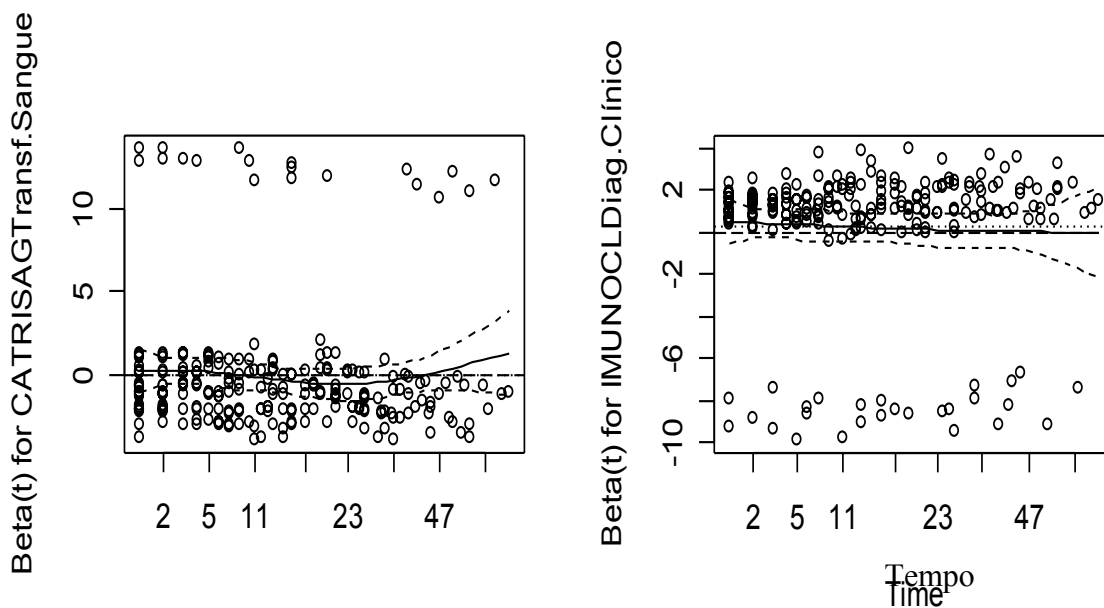 Beta(t) for CATRISAGTransf.Sangue
10
5
0
2 5 11 23 47
Beta(t) for IMUNOCLDiag.Clínico
2
-2
-6
-10
2 5 11 23 47
Tempo
Time